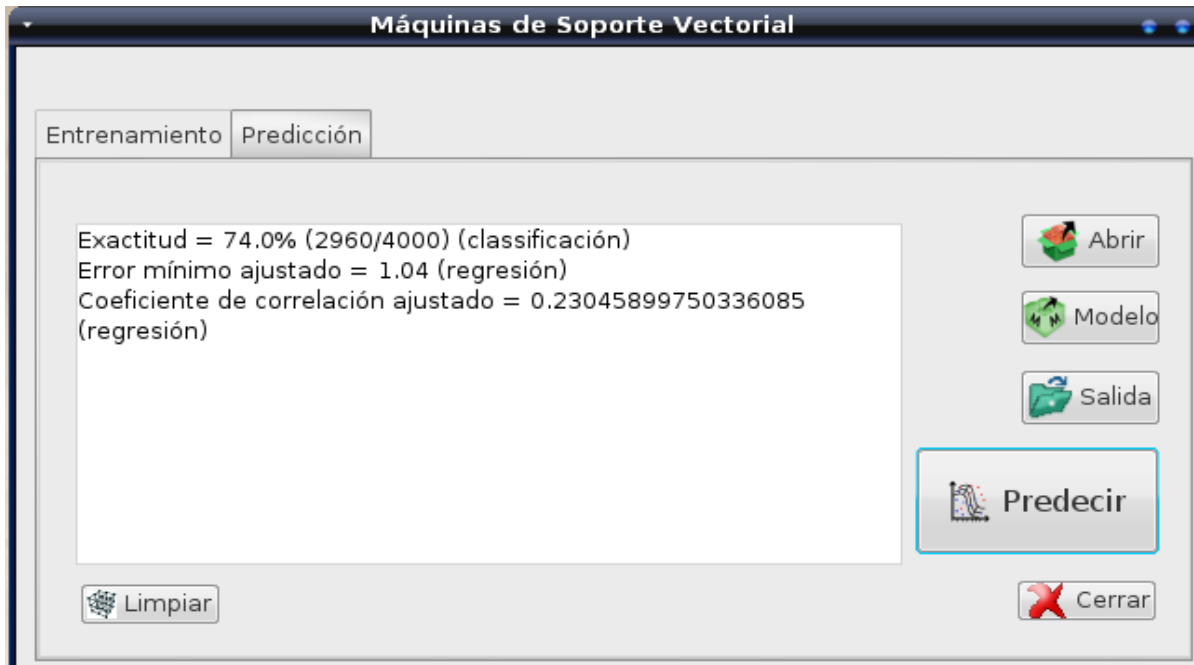 Máquinas de Soporte Vectorial
Entrenamiento
Predicción
Exactitud = 74.0% (2960/4000) (classificación)
Error mínimo ajustado = 1.04 (regresión)
Coeficiente de correlación ajustado = 0.23045899750336085
(regresión)
Abrir
Modelo
Salida
Predecir
Limpiar
Cerrar